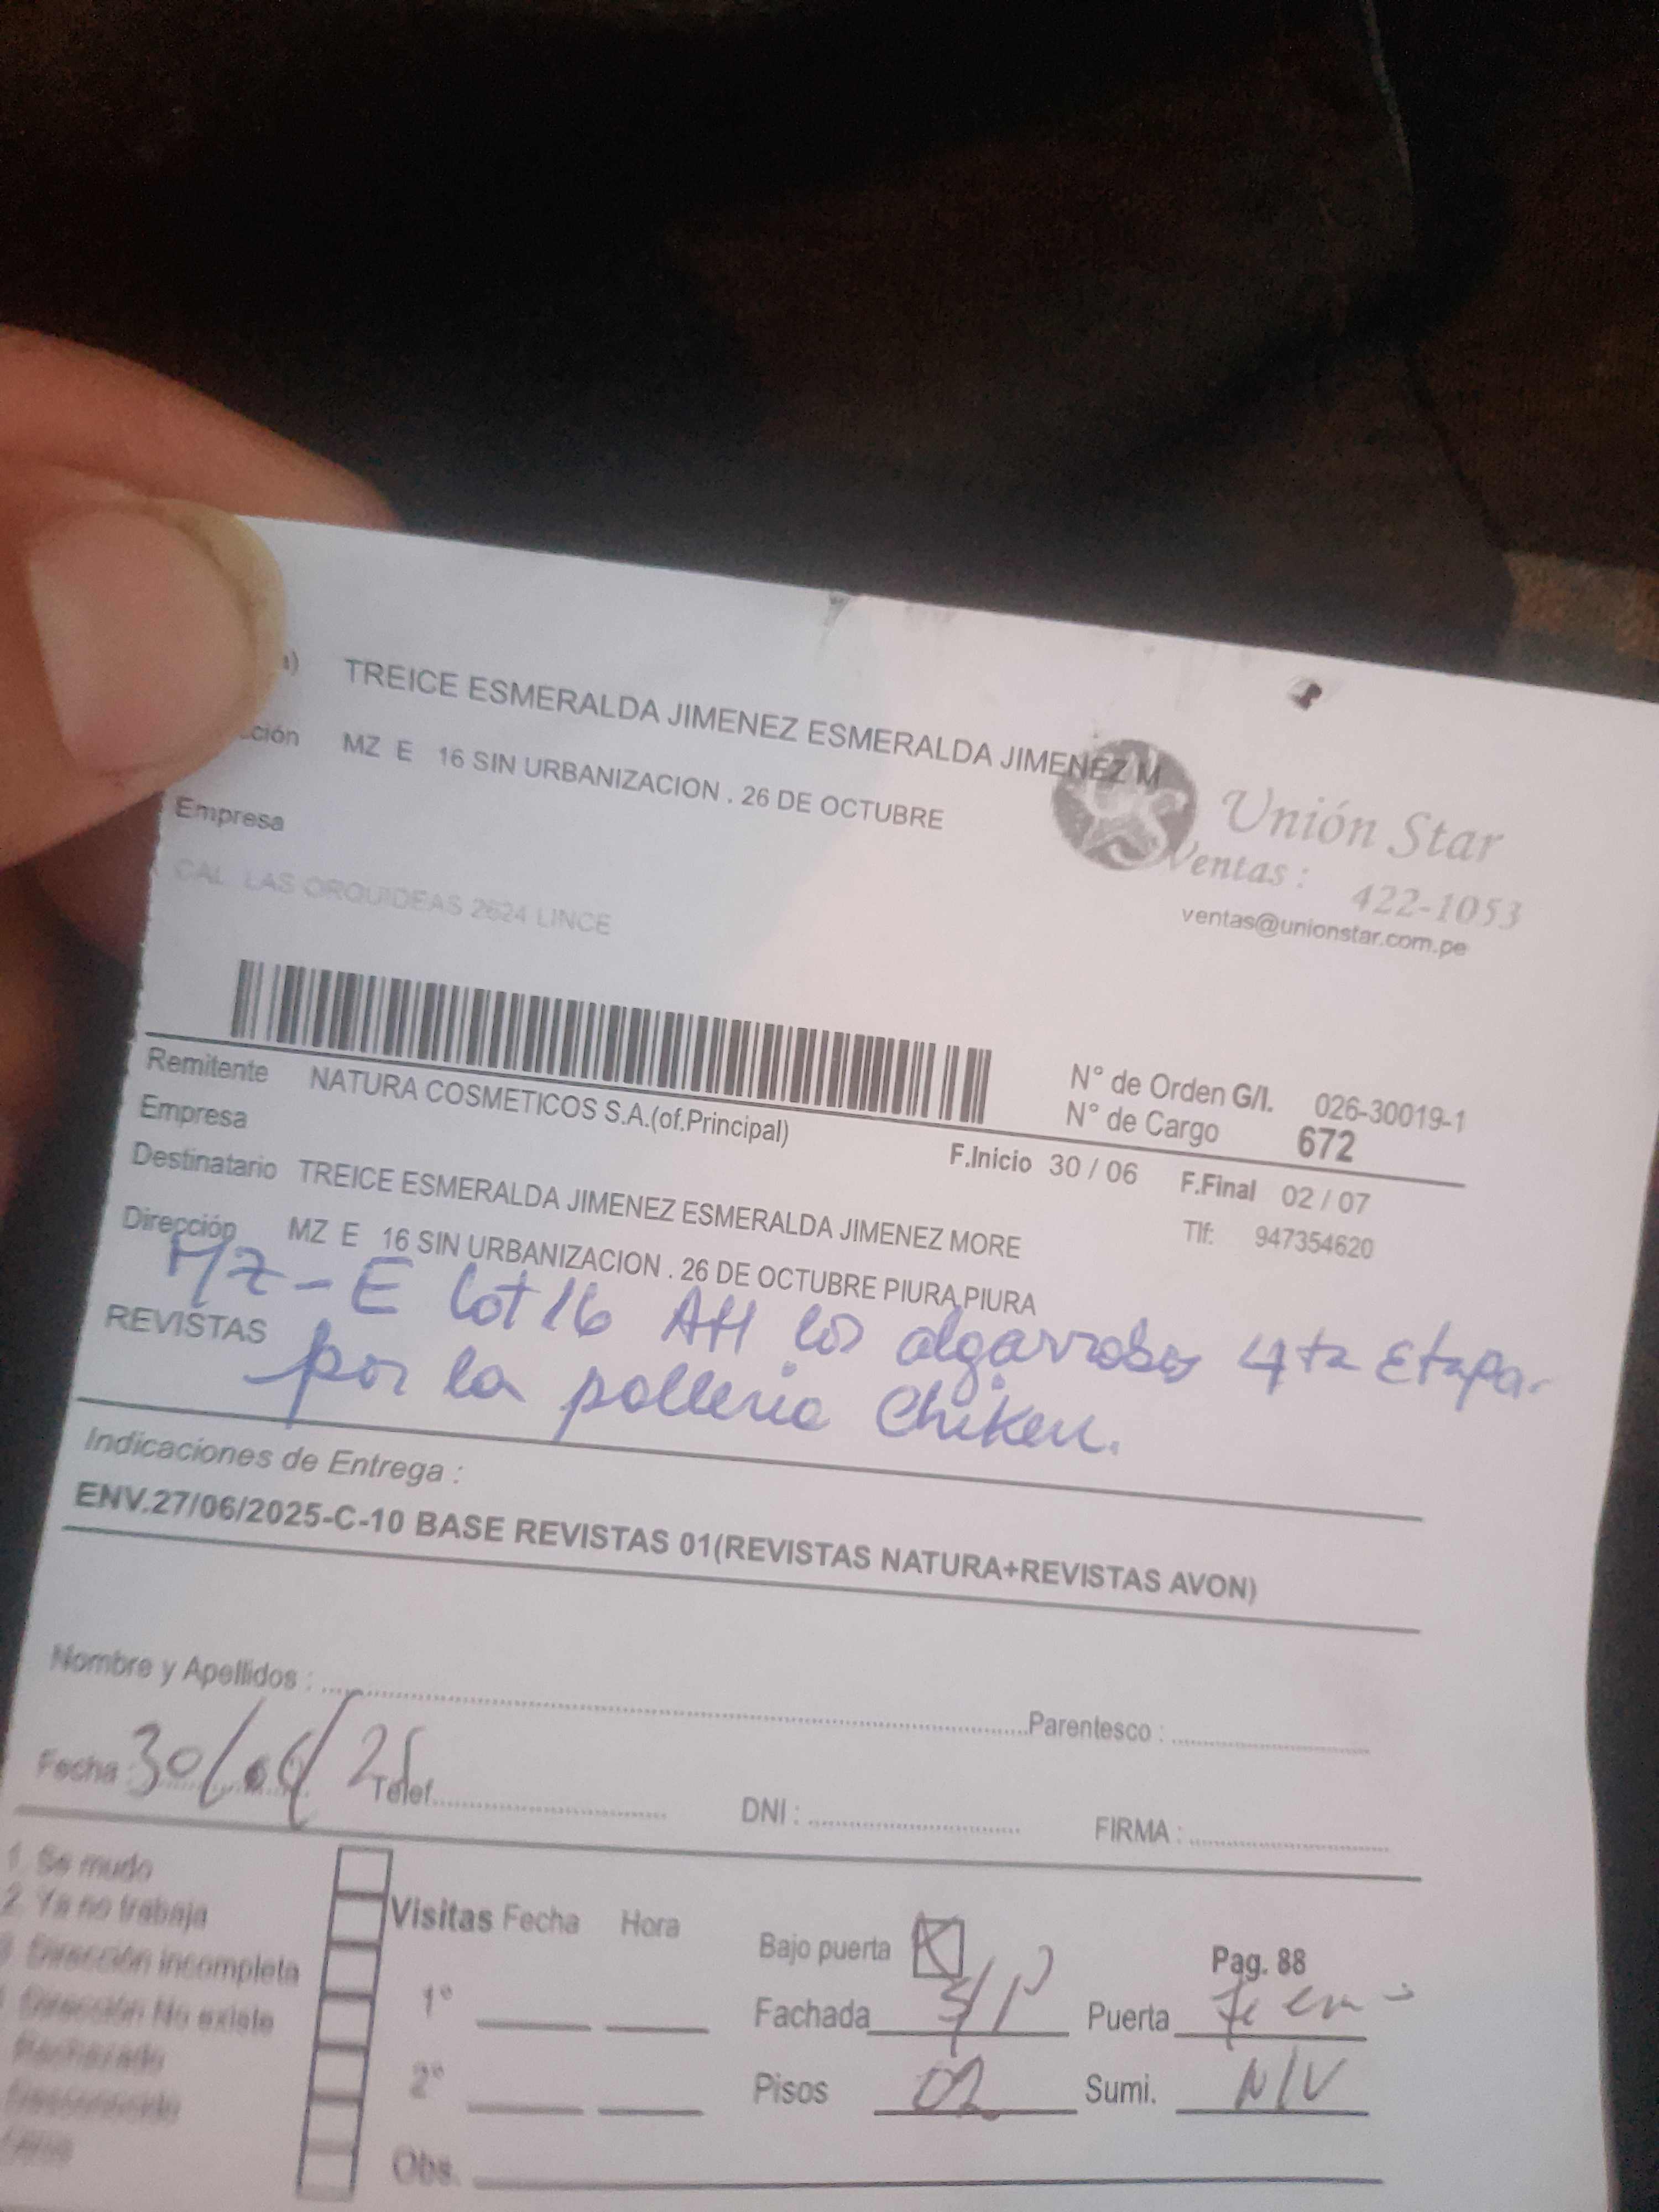 TREICE ESMERALDA JIMENEZ ESMERALDA JIMENEZ M
ción MZ E 16 SIN URBANIZACION . 26 DE OCTUBRE
Empresa
CAL LAS ORQUIDEAS 2624 LINCE
Unión Star
Ventas : 422-1053
ventas@unionstar.com.pe
N° de Orden G/I. 026-30019-1
N° de Cargo 672
Remitente NATURA COSMETICOS S.A.(of.Principal)
Empresa
F.Inicio 30 / 06 F.Final 02 / 07
Destinatario TREICE ESMERALDA JIMENEZ ESMERALDA JIMENEZ MORE
Tlf: 947354620
Dirección MZ E 16 SIN URBANIZACION . 26 DE OCTUBRE PIURA PIURA
MZ - E lot 16 AH los algarrobos 4ta Etapa.
REVISTAS
por la polleria Chiken.
Indicaciones de Entrega :
ENV.27/06/2025-C-10 BASE REVISTAS 01(REVISTAS NATURA+REVISTAS AVON)
Nombre y Apellidos : Parentesco :
Fecha : 30/06/25 Telef. DNI : FIRMA :
1 Se mudo
2 Ya no trabaja
Dirección incompleta
Dirección No existe
Rechazado
Desconocido
Visitas Fecha Hora
1°
2°
Obs.
Bajo puerta
Pag. 88
Fachada Puerta
Pisos 02 Sumi. N/V